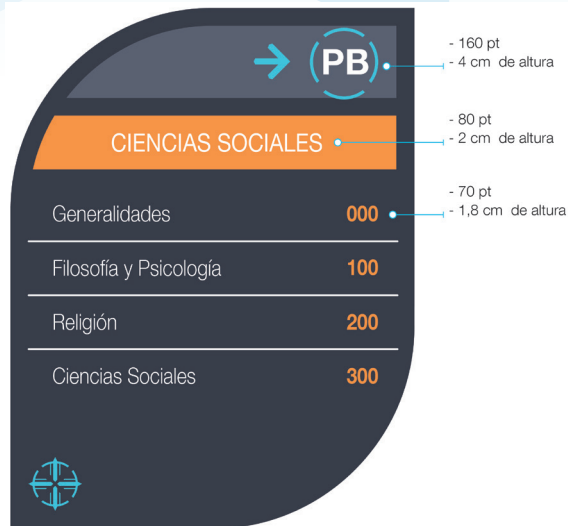 PB
- 160 pt
- 4 cm de altura
CIENCIAS SOCIALES
- 80 pt
- 2 cm de altura
Generalidades 000
- 70 pt
- 1,8 cm de altura
Filosofía y Psicología 100
Religión 200
Ciencias Sociales 300